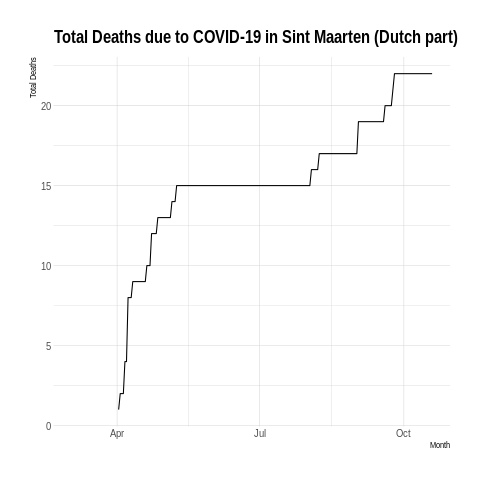 Total Deaths due to COVID-19 in Sint Maarten (Dutch part)
Total Deaths
20
15
10
5
0
Apr Jul Oct
Month